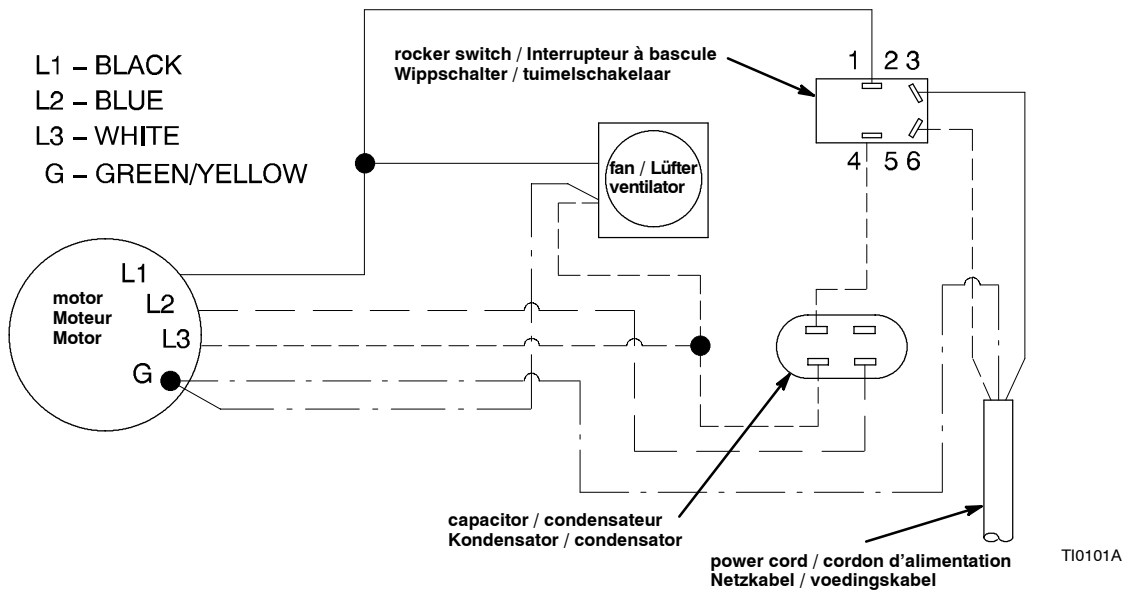 L1 – BLACK
L2 – BLUE
L3 – WHITE
G – GREEN/YELLOW
rocker switch / Interrupteur à bascule
Wippschalter / tuimelschakelaar
1 2 3
4 5 6
fan / Lüfter
ventilator
L1
L2
L3
G
motor
Moteur
Motor
capacitor / condensateur
Kondensator / condensator
power cord / cordon d'alimentation
Netzkabel / voedingskabel
TI0101A